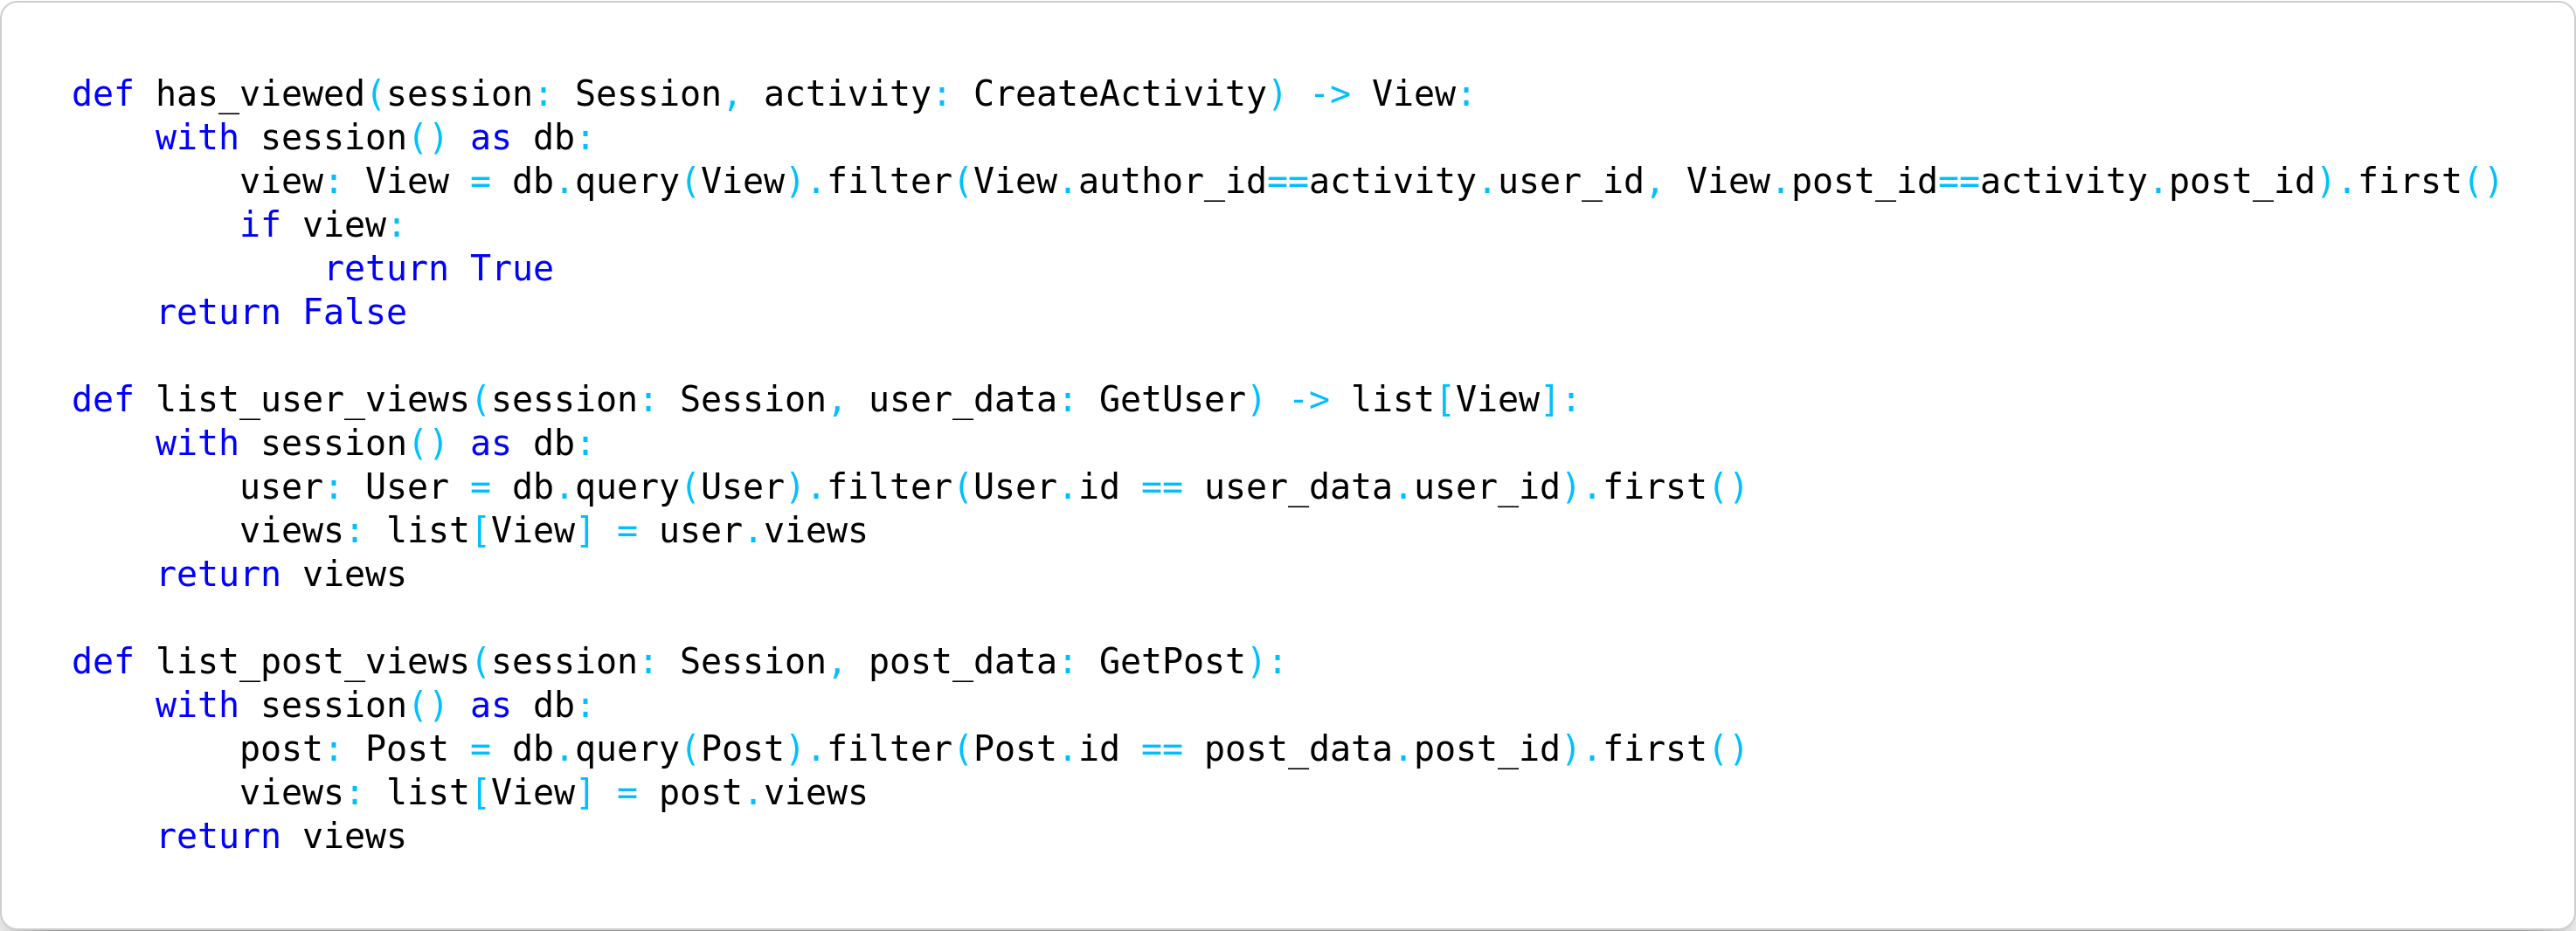 def has_viewed(session: Session, activity: CreateActivity) -> View:
    with session() as db:
        view: View = db.query(View).filter(View.author_id==activity.user_id, View.post_id==activity.post_id).first()
        if view:
            return True
    return False

def list_user_views(session: Session, user_data: GetUser) -> list[View]:
    with session() as db:
        user: User = db.query(User).filter(User.id == user_data.user_id).first()
        views: list[View] = user.views
    return views

def list_post_views(session: Session, post_data: GetPost):
    with session() as db:
        post: Post = db.query(Post).filter(Post.id == post_data.post_id).first()
        views: list[View] = post.views
    return views